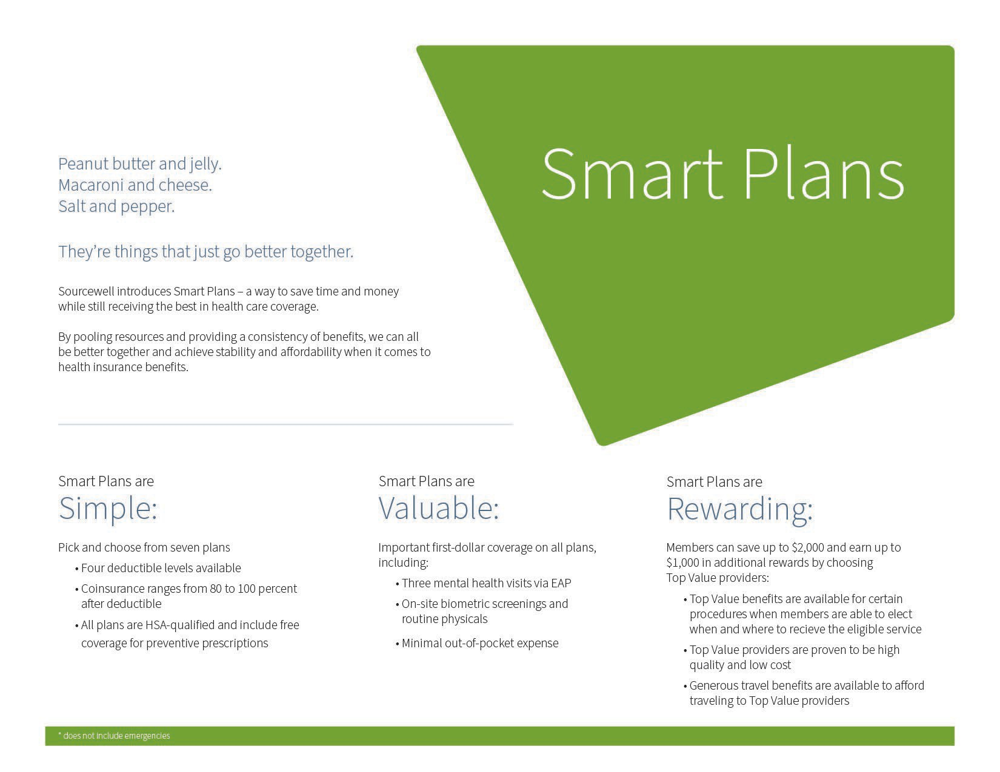 Smart Plans
Peanut butter and jelly.
Macaroni and cheese.
Salt and pepper.
They’re things that just go better together.
Sourcewell introduces Smart Plans – a way to save time and money
while still receiving the best in health care coverage.
By pooling resources and providing a consistency of benefits, we can all
be better together and achieve stability and affordability when it comes to
health insurance benefits.
Smart Plans are
Simple:
Pick and choose from seven plans
• Four deductible levels available
• Coinsurance ranges from 80 to 100 percent
after deductible
• All plans are HSA-qualified and include free
coverage for preventive prescriptions
Smart Plans are
Valuable:
Important first-dollar coverage on all plans,
including:
• Three mental health visits via EAP
• On-site biometric screenings and
routine physicals
• Minimal out-of-pocket expense
Smart Plans are
Rewarding:
Members can save up to $2,000 and earn up to
$1,000 in additional rewards by choosing
Top Value providers:
• Top Value benefits are available for certain
procedures when members are able to elect
when and where to recieve the eligible service
• Top Value providers are proven to be high
quality and low cost
• Generous travel benefits are available to afford
traveling to Top Value providers
* does not include emergencies